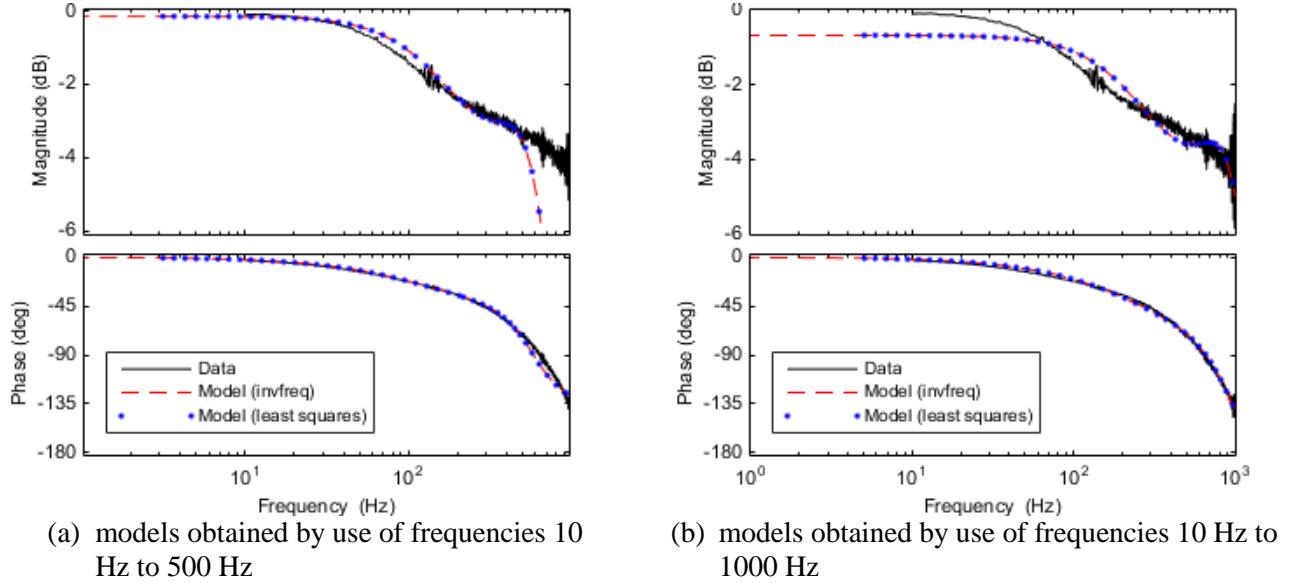 0
-2
-4
-6
Magnitude (dB)
0
-45
-90
-135
-180
Phase (deg)
Data
Model (invfreq)
Model (least squares)
10^1
10^2
Frequency (Hz)
(a) models obtained by use of frequencies 10
Hz to 500 Hz
0
-2
-4
-6
Magnitude (dB)
0
-45
-90
-135
-180
Phase (deg)
Data
Model (invfreq)
Model (least squares)
10^0
10^1
10^2
10^3
Frequency (Hz)
(b) models obtained by use of frequencies 10 Hz to
1000 Hz